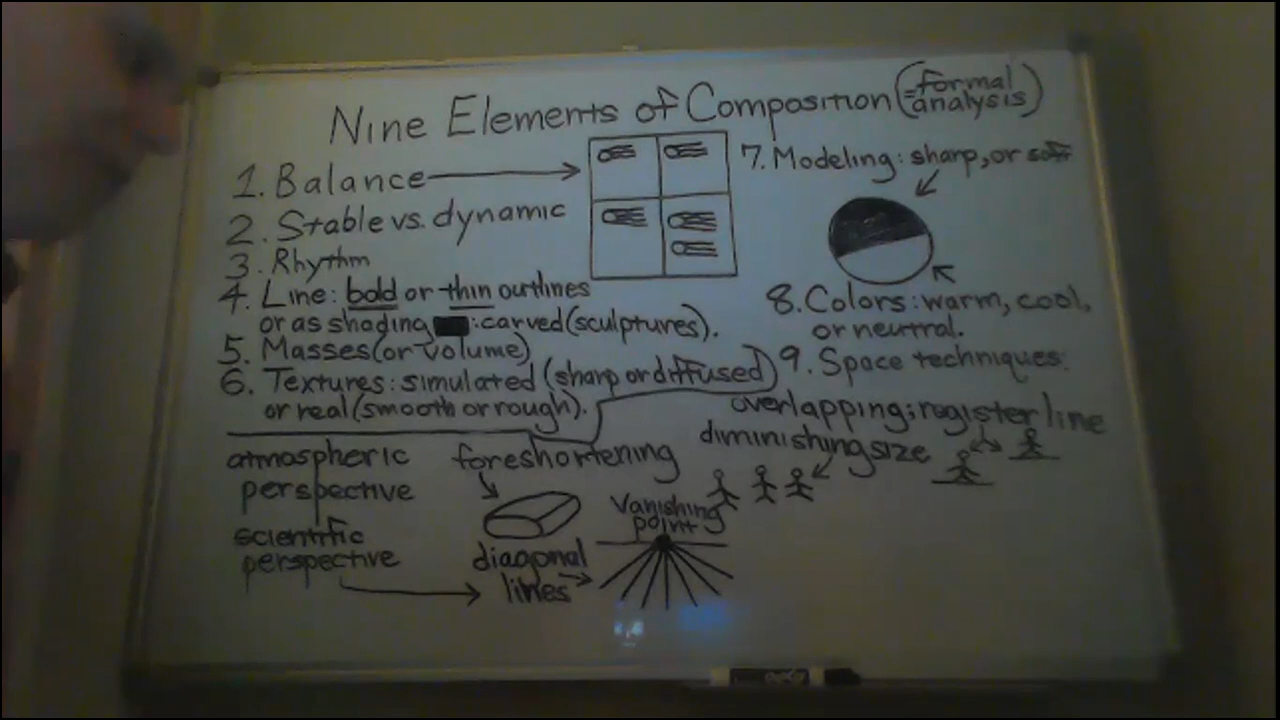 Nine Elements of Composition (=formal analysis)
1. Balance
2. Stable vs. dynamic
3. Rhythm
4. Line: bold or thin outlines
or as shading : carved (sculptures).
5. Masses (or volume)
6. Textures: simulated (sharp or diffused)
or real (smooth or rough).
7. Modeling: sharp, or soft
8. Colors: warm, cool,
or neutral.
9. Space techniques:
overlapping; register line
diminishing size
atmospheric
perspective
scientific
perspective
foreshortening
diagonal
lines
Vanishing
point